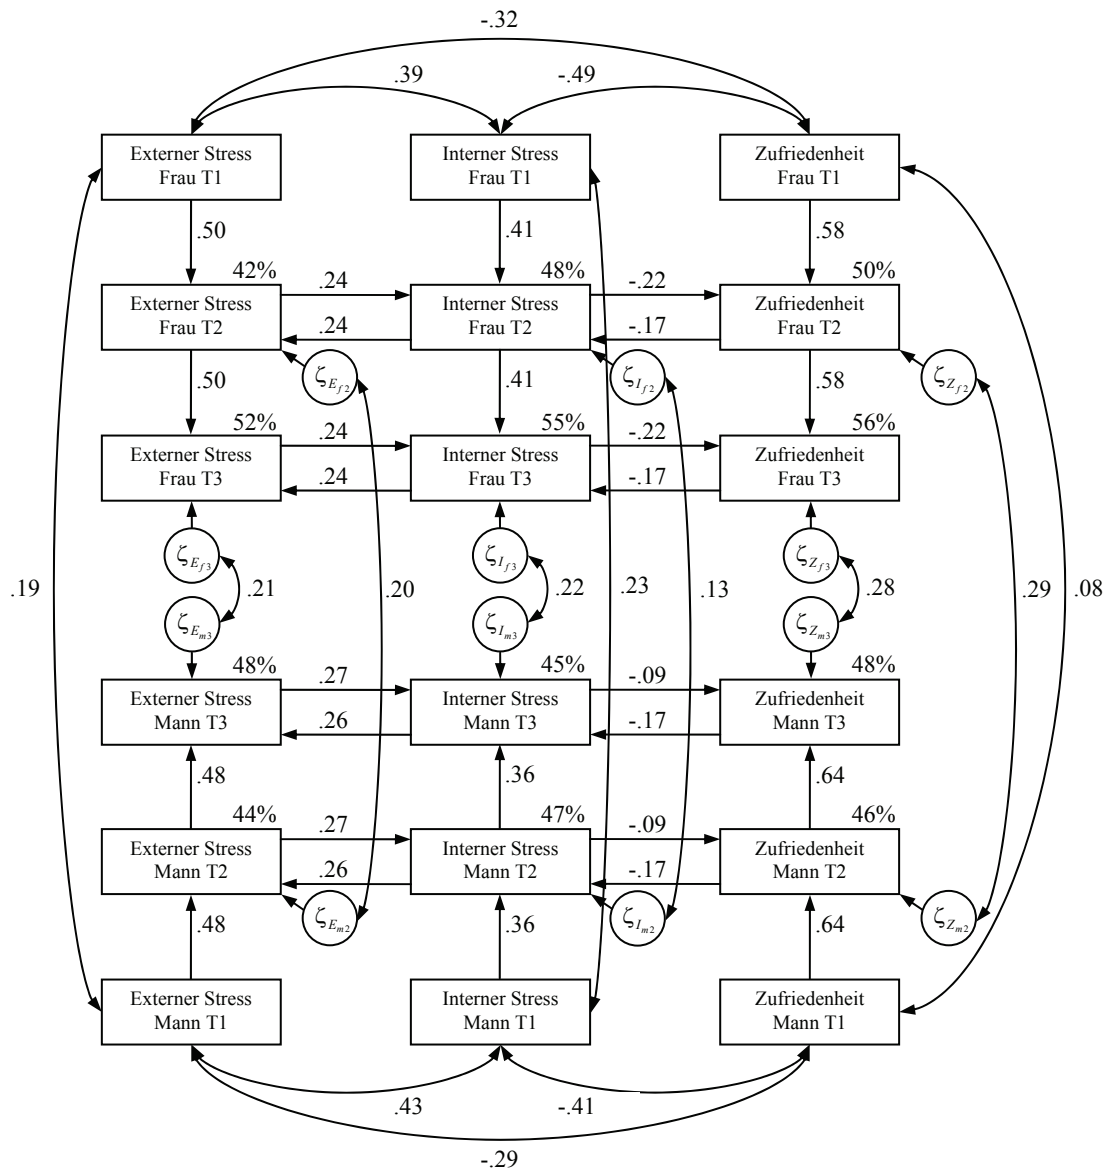 -.32
.39 -.49
Externer Stress
Frau T1
Interner Stress
Frau T1
Zufriedenheit
Frau T1
.50 .41 .58
42% .24 48% -.22 50%
Externer Stress
Frau T2
Interner Stress
Frau T2
Zufriedenheit
Frau T2
.24 -.17
ζEf2 ζIf2 ζZf2
.50 .41 .58
52% .24 55% -.22 56%
Externer Stress
Frau T3
Interner Stress
Frau T3
Zufriedenheit
Frau T3
.24 -.17
ζEf3 ζIf3 ζZf3
.19 .21 .20 .22 .23 .13 .28 .29 .08
ζEm3 ζIm3 ζZm3
48% .27 45% -.09 48%
Externer Stress
Mann T3
Interner Stress
Mann T3
Zufriedenheit
Mann T3
.26 -.17
.48 .36 .64
44% .27 47% -.09 46%
Externer Stress
Mann T2
Interner Stress
Mann T2
Zufriedenheit
Mann T2
.26 -.17
ζEm2 ζIm2 ζZm2
.48 .36 .64
Externer Stress
Mann T1
Interner Stress
Mann T1
Zufriedenheit
Mann T1
.43 -.41
-.29